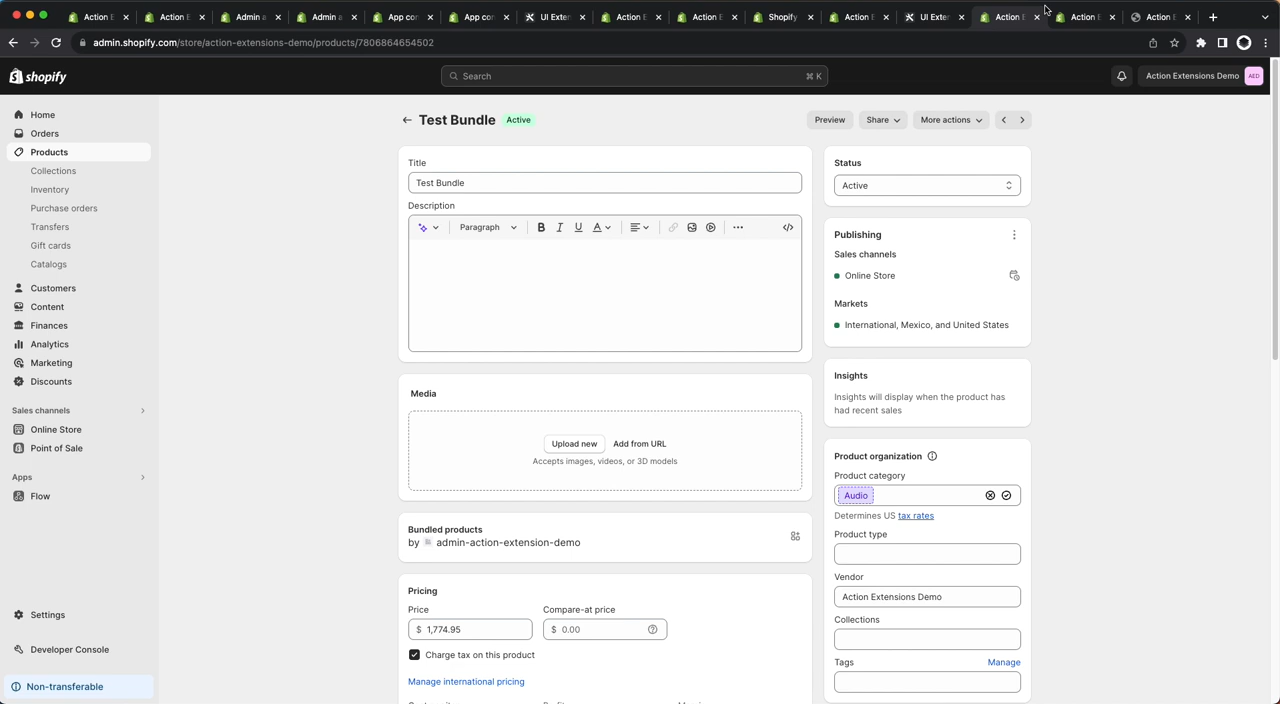 Action E
Action E
Admin a
Admin a
App co
App co
UI Exter
Action E
Action E
Shopify
Action E
UI Exter
Action E
Action E
Action E
admin.shopify.com/store/action-extensions-demo/products/7806864654502
shopify
Search
⌘ K
Action Extensions Demo
AED
Home
Orders
Products
Collections
Inventory
Purchase orders
Transfers
Gift cards
Catalogs
Customers
Content
Finances
Analytics
Marketing
Discounts
Sales channels
Online Store
Point of Sale
Apps
Flow
Settings
Developer Console
Non-transferable
Test Bundle Active
Preview Share More actions
Title
Test Bundle
Description
Paragraph B I U A
Media
Upload new Add from URL
Accepts images, videos, or 3D models
Bundled products
by admin-action-extension-demo
Pricing
Price Compare-at price
$ 1,774.95 $ 0.00
Charge tax on this product
Manage international pricing
Status
Active
Publishing
Sales channels
Online Store
Markets
International, Mexico, and United States
Insights
Insights will display when the product has
had recent sales
Product organization
Product category
Audio
Determines US tax rates
Product type
Vendor
Action Extensions Demo
Collections
Tags Manage